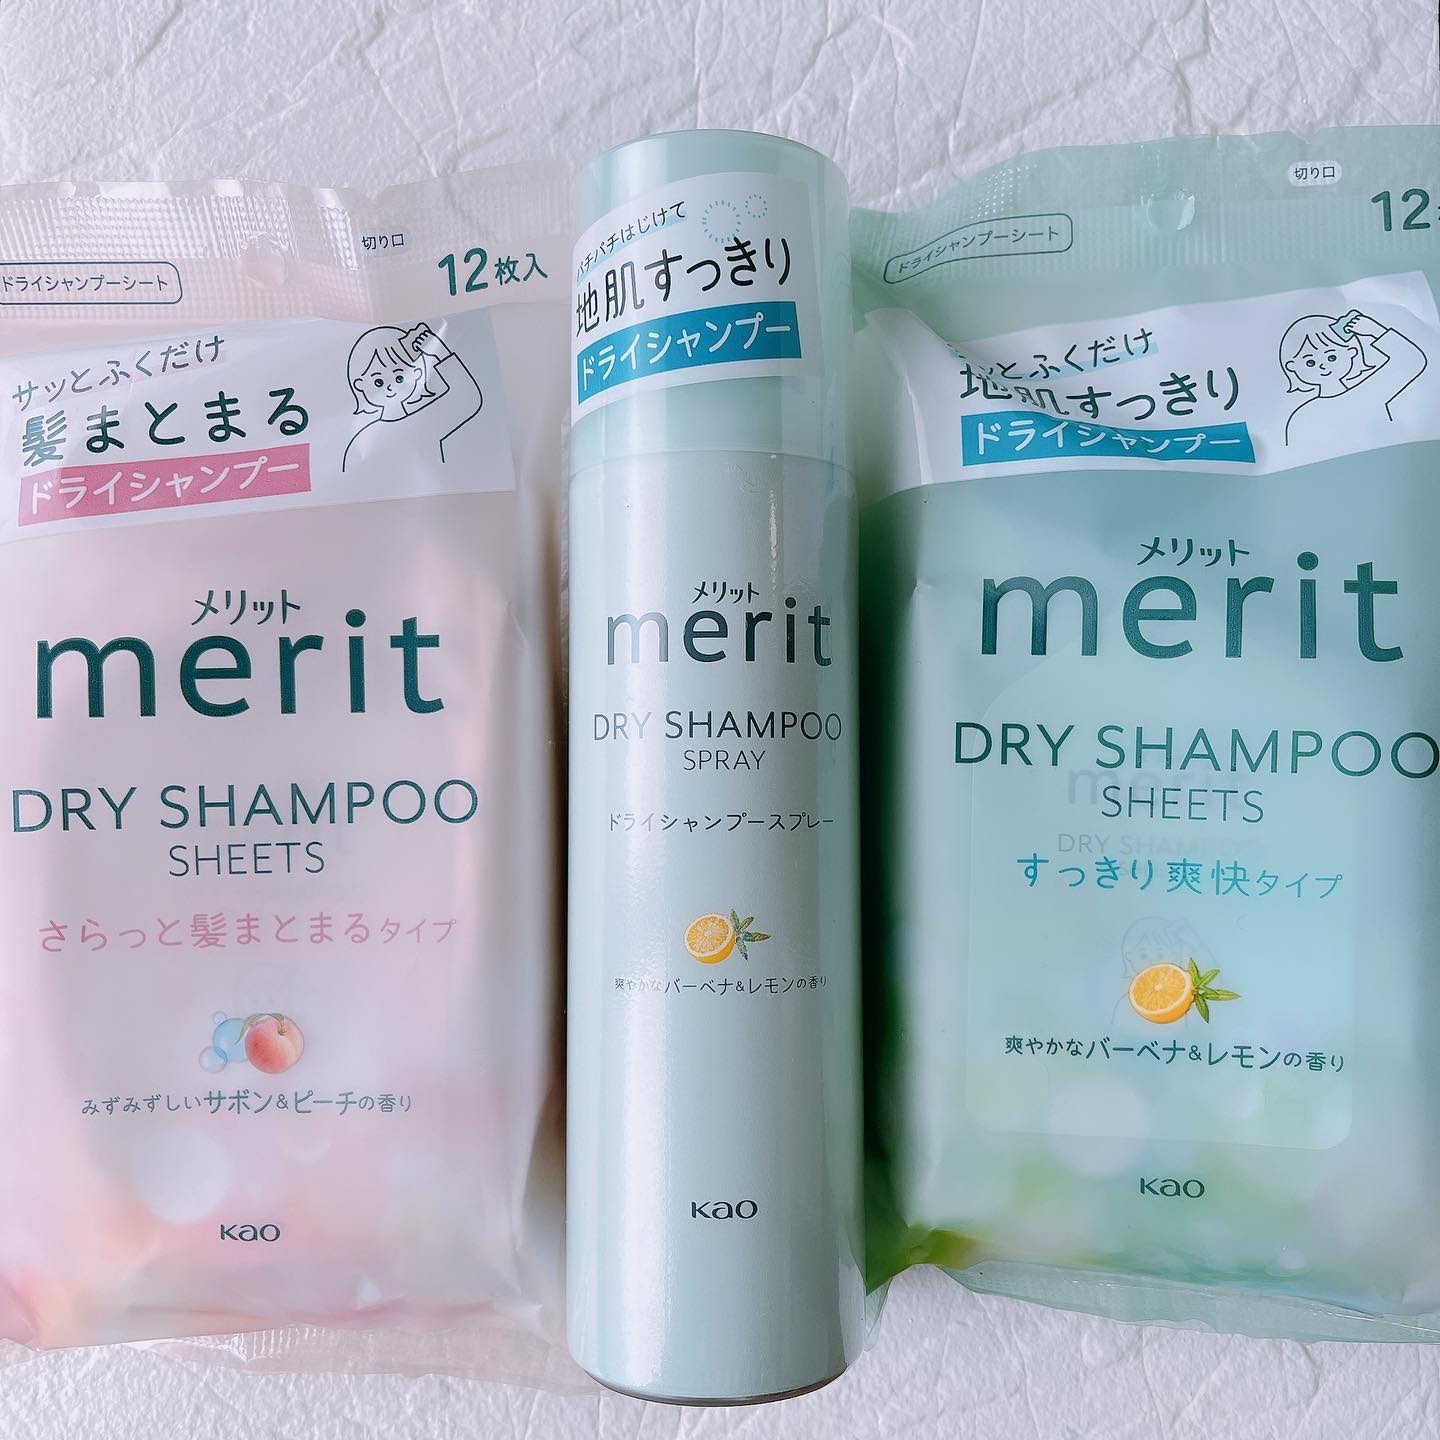 切り口
ドライシャンプーシート
12枚入
サッとふくだけ
髪まとまる
ドライシャンプー
メリット
merit
DRY SHAMPOO
SHEETS
さらっと髪まとまるタイプ
みずみずしいサボン&ピーチの香り
Kao
パチパチはじけて
地肌すっきり
ドライシャンプー
メリット
merit
DRY SHAMPOO
SPRAY
ドライシャンプースプレー
爽やかなバーベナ&レモンの香り
Kao
切り口
ドライシャンプーシート
12
とふくだけ
地肌すっきり
ドライシャンプー
メリット
merit
DRY SHAMPOO
SHEETS
merit
DRY SHAMPOO
すっきり爽快タイプ
爽やかなバーベナ&レモンの香り
Kao